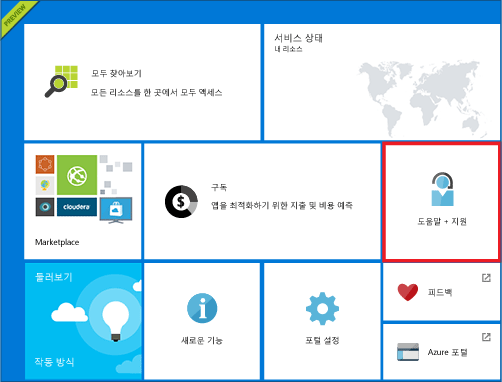 PREVIEW
모두 찾아보기
모든 리소스를 한 곳에서 모두 액세스
서비스 상태
내 리소스
cloudera
Marketplace
구독
앱을 최적화하기 위한 지출 및 비용 예측
도움말 + 지원
둘러보기
작동 방식
새로운 기능
포털 설정
피드백
Azure 포털